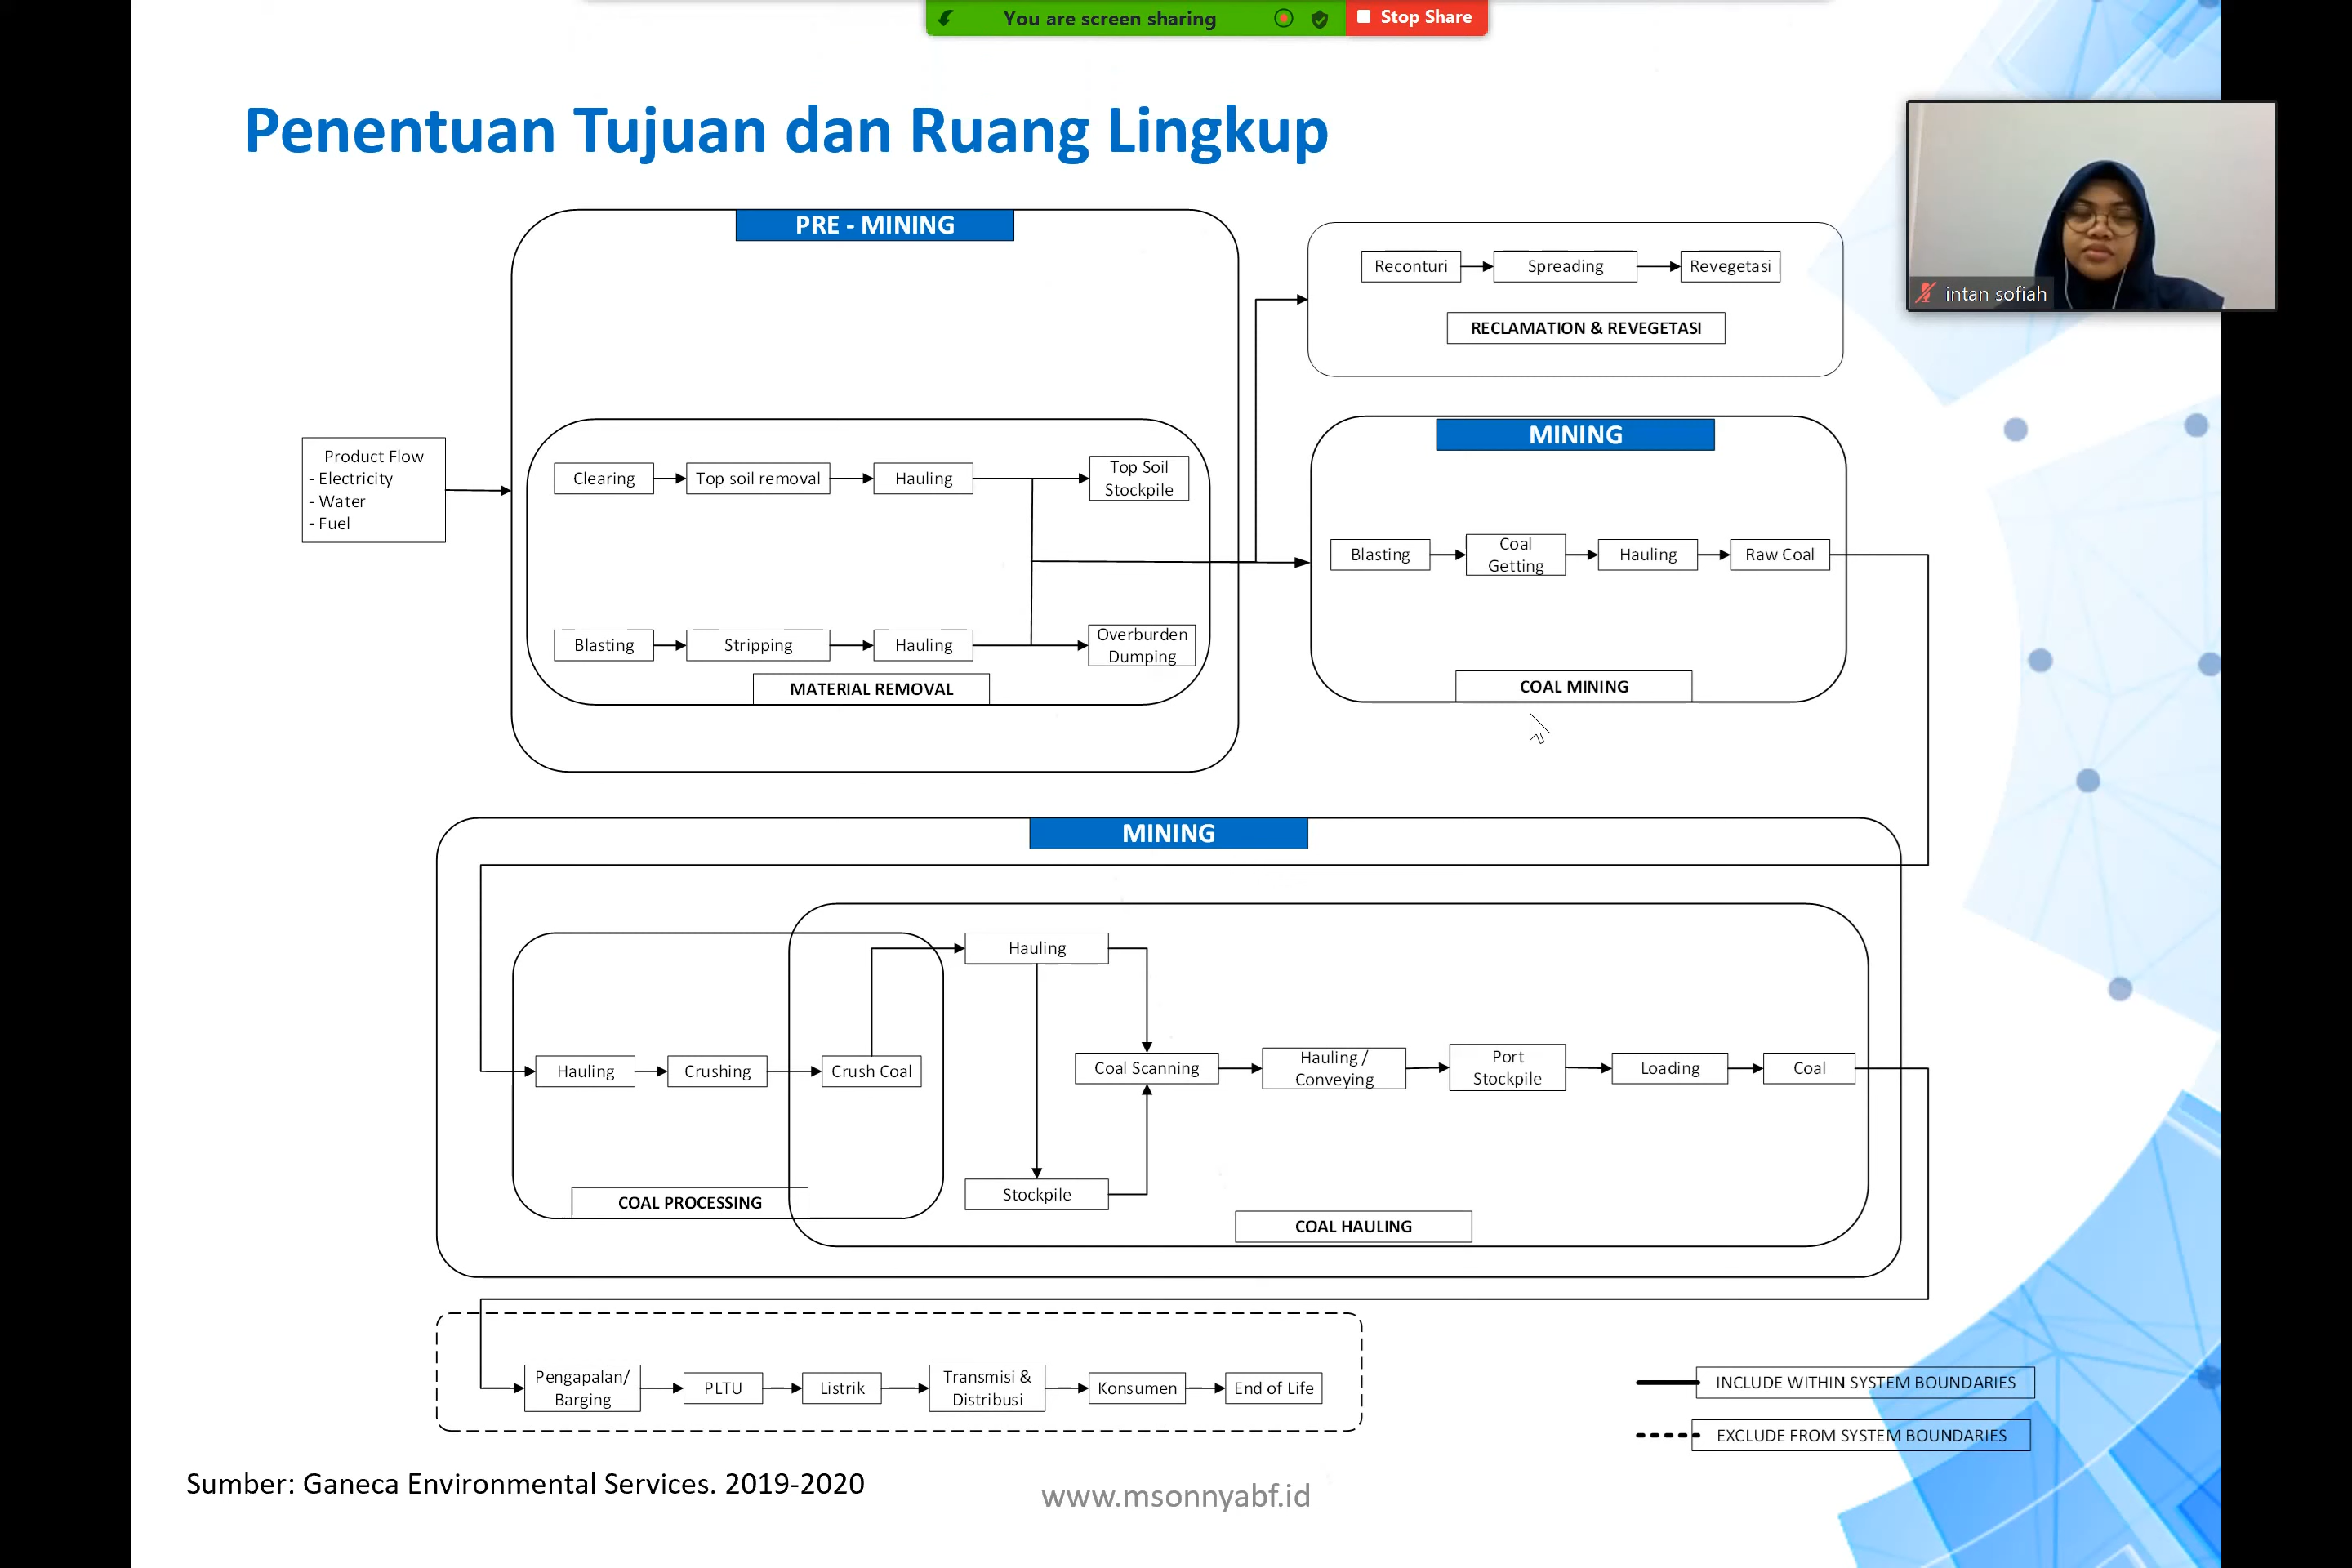 You are screen sharing
Stop Share
Penentuan Tujuan dan Ruang Lingkup
intan sofiah
PRE - MINING
Product Flow
- Electricity
- Water
- Fuel
Clearing
Top soil removal
Hauling
Top Soil
Stockpile
Blasting
Stripping
Hauling
Overburden
Dumping
MATERIAL REMOVAL
Reconturi
Spreading
Revegetasi
RECLAMATION & REVEGETASI
MINING
Blasting
Coal
Getting
Hauling
Raw Coal
COAL MINING
MINING
Hauling
Crushing
Crush Coal
COAL PROCESSING
Hauling
Stockpile
Coal Scanning
Hauling /
Conveying
Port
Stockpile
Loading
Coal
COAL HAULING
Pengapalan/
Barging
PLTU
Listrik
Transmisi &
Distribusi
Konsumen
End of Life
INCLUDE WITHIN SYSTEM BOUNDARIES
EXCLUDE FROM SYSTEM BOUNDARIES
Sumber: Ganeca Environmental Services. 2019-2020
www.msonnyabf.id